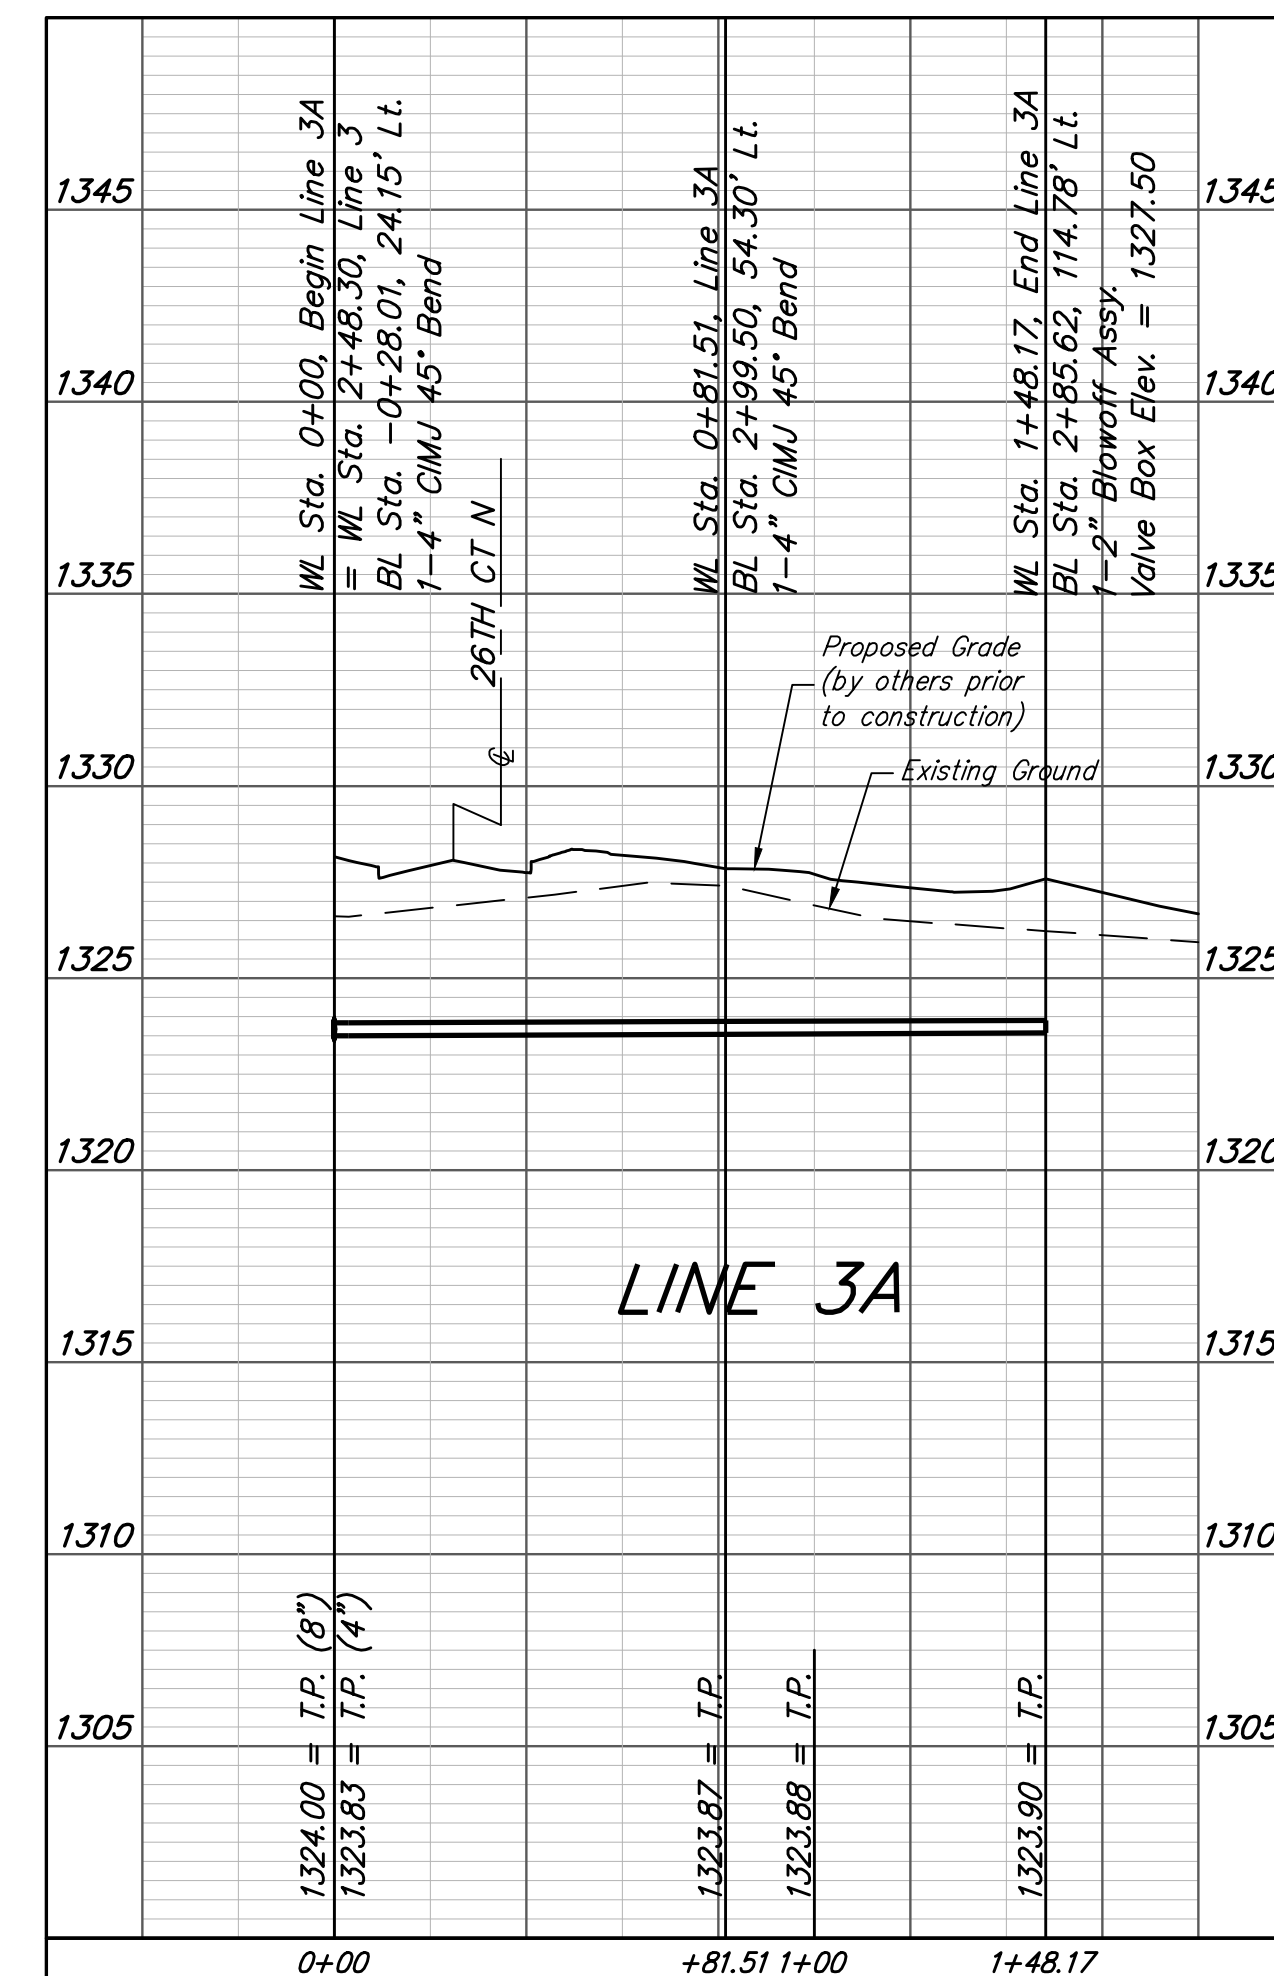 WL Sta. 0+00, Begin Line 3A
= WL Sta. 2+48.30, Line 3
BL Sta. -0+28.01, 24.15' Lt.
1-4" CIMJ 45° Bend
26TH CT N
WL Sta. 0+81.51, Line 3A
BL Sta. 2+99.50, 54.30' Lt.
1-4" CIMJ 45° Bend
WL Sta. 1+48.17, End Line 3A
BL Sta. 2+85.62, 114.78' Lt.
1-2" Blowoff Assy.
Valve Box Elev. = 1327.50
1345 1345
1340 1340
1335 1335
Proposed Grade
(by others prior
to construction)
℄
1330 1330
Existing Ground
1325 1325
1320 1320
LINE 3A
1315 1315
1310 1310
1305 1305
1324.00 = T.P. (8")
1323.83 = T.P. (4")
1323.87 = T.P.
1323.88 = T.P.
1323.90 = T.P.
0+00 +81.51 1+00 1+48.17